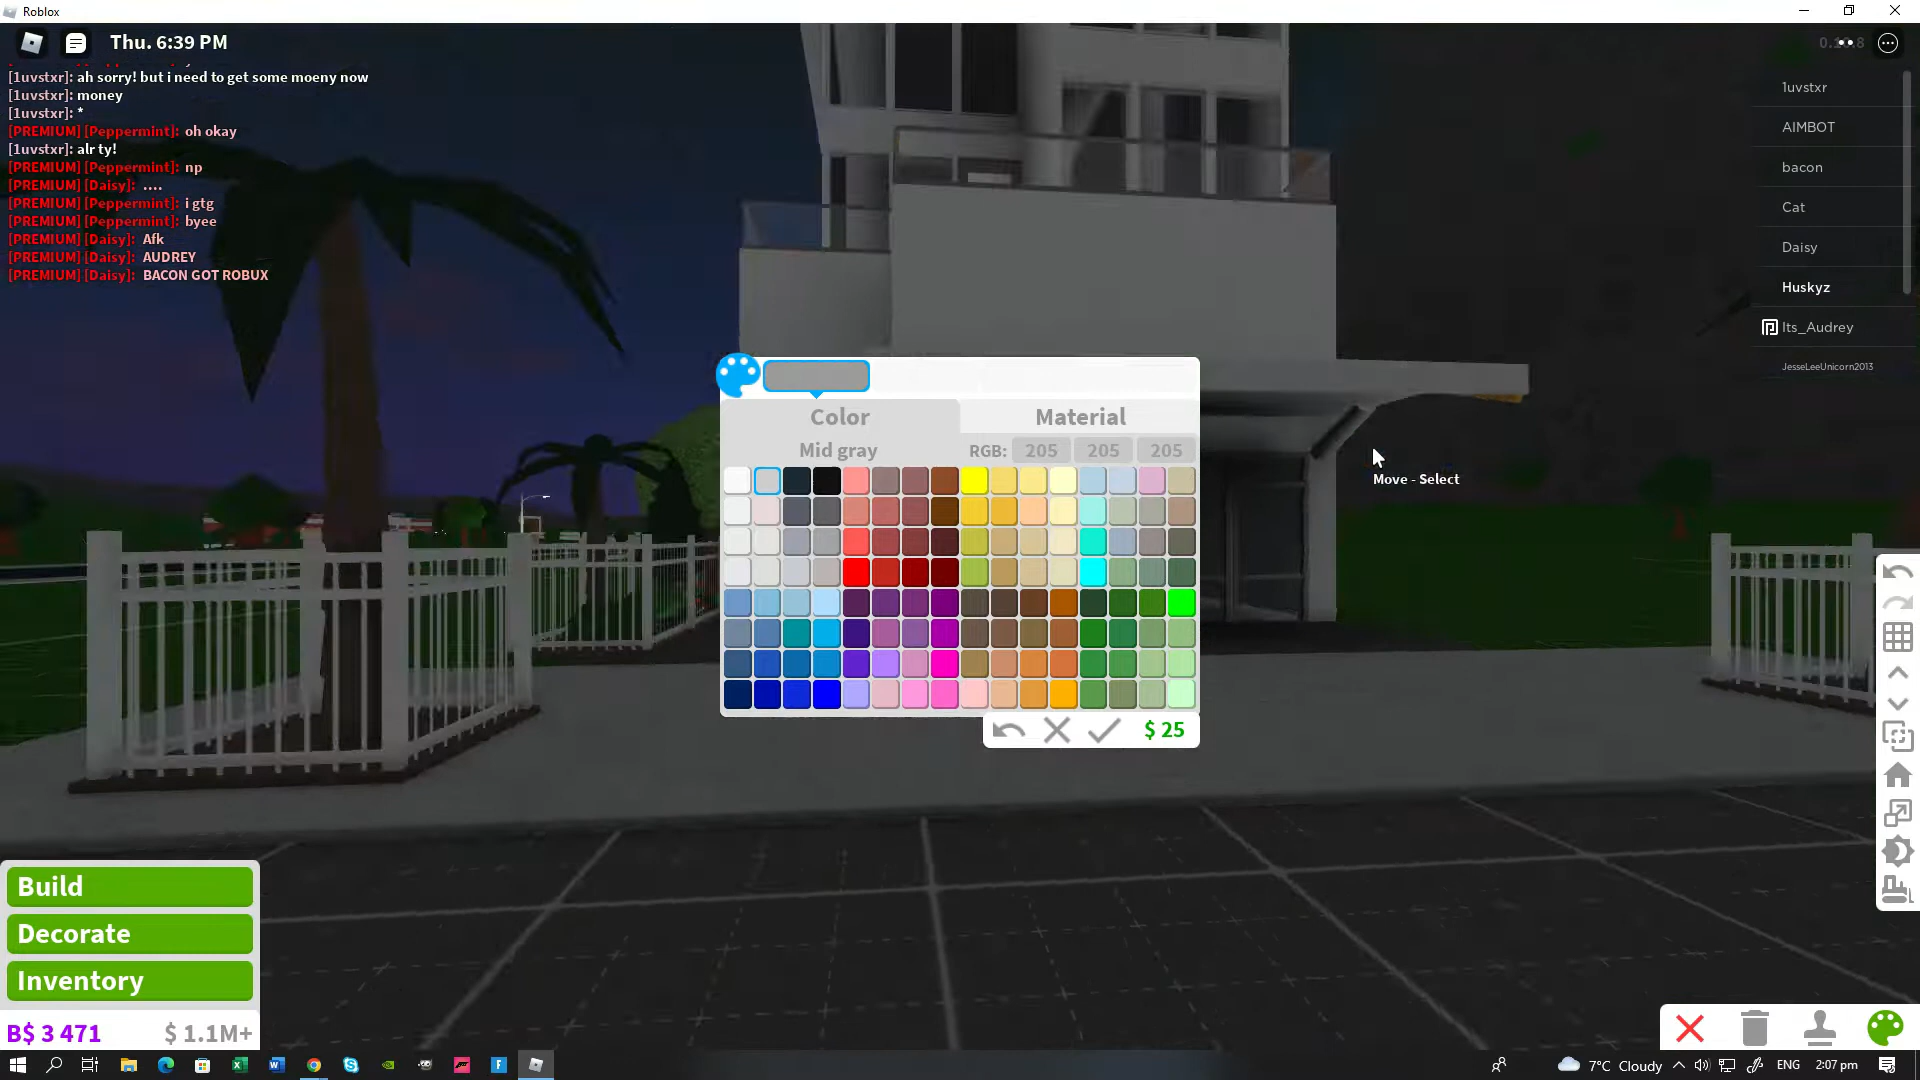 Roblox
Thu. 6:39 PM
[1uvstxr]: ah sorry! but i need to get some moeny now
[1uvstxr]: money
[1uvstxr]: *
[PREMIUM] [Peppermint]: oh okay
[1uvstxr]: alr ty!
[PREMIUM] [Peppermint]: np
[PREMIUM] [Daisy]: ....
[PREMIUM] [Peppermint]: i gtg
[PREMIUM] [Peppermint]: byee
[PREMIUM] [Daisy]: Afk
[PREMIUM] [Daisy]: AUDREY
[PREMIUM] [Daisy]: BACON GOT ROBUX
1uvstxr
AIMBOT
bacon
Cat
Daisy
Huskyz
Its_Audrey
JesseLeeUnicorn2013
Color
Material
Mid gray
RGB: 205 205 205
Move - Select
$ 25
Build
Decorate
Inventory
B$ 3 471
$ 1.1M+
7°C Cloudy
ENG
2:07 pm